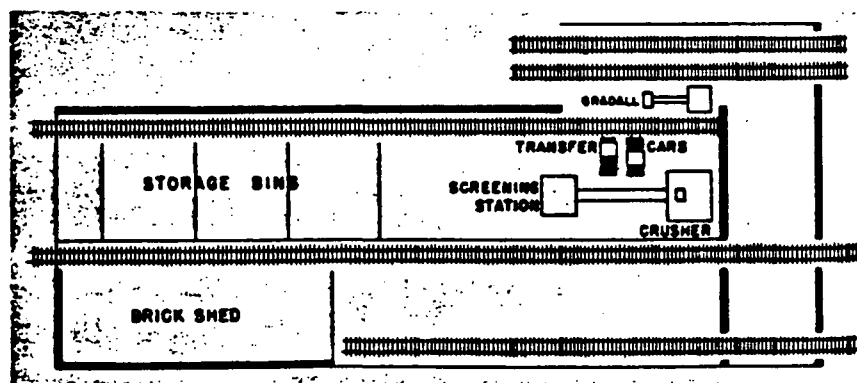 GRADALL
TRANSFER CARS
STORAGE BINS
SCREENING
STATION
CRUSHER
BRICK SHED